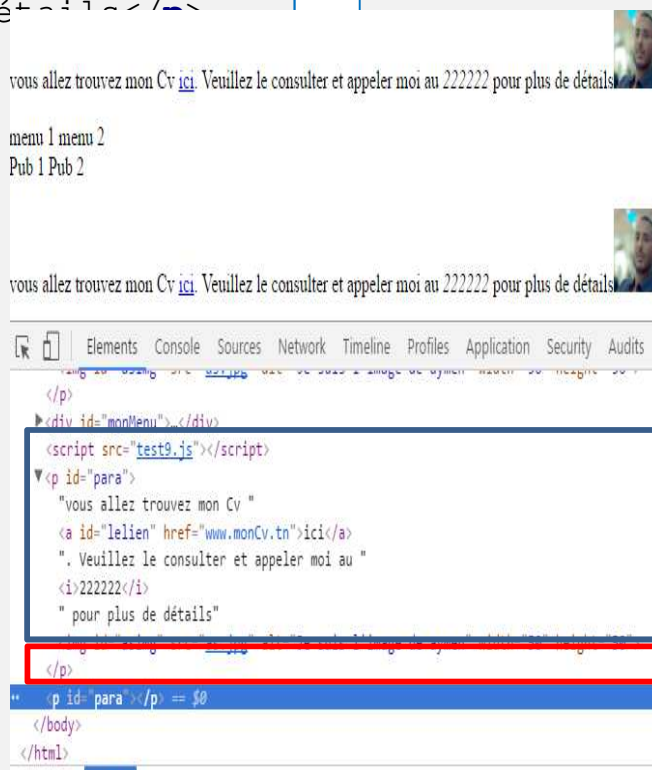 étails</p>
vous allez trouvez mon Cv ici. Veuillez le consulter et appeler moi au 222222 pour plus de détails
menu 1 menu 2
Pub 1 Pub 2
vous allez trouvez mon Cv ici. Veuillez le consulter et appeler moi au 222222 pour plus de détails
Elements Console Sources Network Timeline Profiles Application Security Audits
</p>
▶<div id="monMenu">…</div>
<script src="test9.js"></script>
▼<p id="para">
"vous allez trouvez mon Cv "
<a id="lelien" href="www.monCv.tn">ici</a>
". Veuillez le consulter et appeler moi au "
<i>222222</i>
" pour plus de détails"
</p>
<p id="para"></p> == $0
</body>
</html>